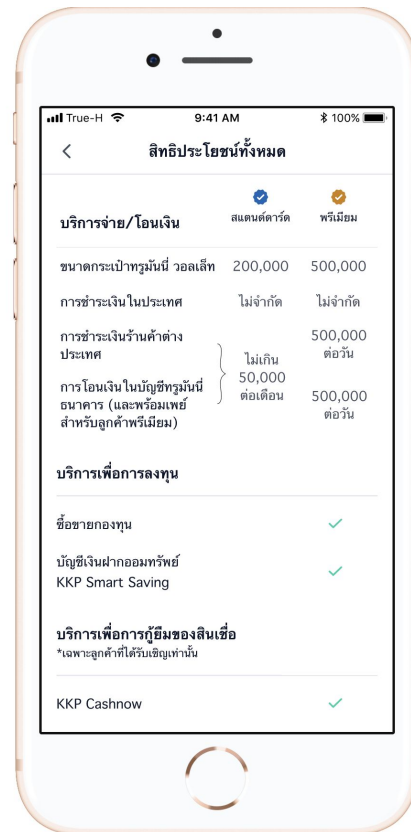 True-H 9:41 AM 100%
สิทธิประโยชน์ทั้งหมด
บริการจ่าย/โอนเงิน สแตนด์ดาร์ด พรีเมียม
ขนาดกระเป๋าทรูมันนี่ วอลเล็ท 200,000 500,000
การชำระเงินในประเทศ ไม่จำกัด ไม่จำกัด
การชำระเงินร้านค้าต่าง
ประเทศ
500,000
ต่อวัน
การโอนเงินในบัญชีทรูมันนี่
ธนาคาร (และพร้อมเพย์
สำหรับลูกค้าพรีเมียม)
ไม่เกิน
50,000
ต่อเดือน
500,000
ต่อวัน
บริการเพื่อการลงทุน
ซื้อขายกองทุน
บัญชีเงินฝากออมทรัพย์
KKP Smart Saving
บริการเพื่อการกู้ยืมของสินเชื่อ
*เฉพาะลูกค้าที่ได้รับเชิญเท่านั้น
KKP Cashnow